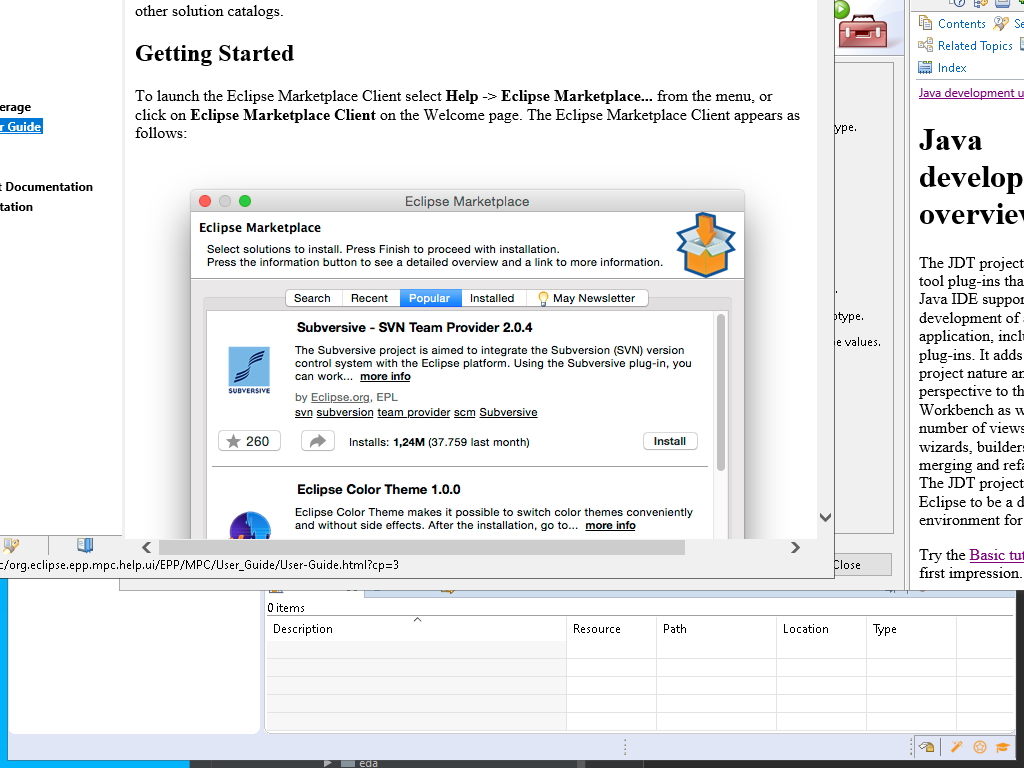 other solution catalogs.
Getting Started
To launch the Eclipse Marketplace Client select Help -> Eclipse Marketplace... from the menu, or
click on Eclipse Marketplace Client on the Welcome page. The Eclipse Marketplace Client appears as
follows:
erage
r Guide
t Documentation
tation
Eclipse Marketplace
Eclipse Marketplace
Select solutions to install. Press Finish to proceed with installation.
Press the information button to see a detailed overview and a link to more information.
Search Recent Popular Installed May Newsletter
Subversive - SVN Team Provider 2.0.4
The Subversive project is aimed to integrate the Subversion (SVN) version
control system with the Eclipse platform. Using the Subversive plug-in, you
can work... more info
SUBVERSIVE
by Eclipse.org, EPL
svn subversion team provider scm Subversive
260 Installs: 1,24M (37.759 last month) Install
Eclipse Color Theme 1.0.0
Eclipse Color Theme makes it possible to switch color themes conveniently
and without side effects. After the installation, go to... more info
c/org.eclipse.epp.mpc.help.ui/EPP/MPC/User_Guide/User-Guide.html?cp=3
ype.
otype.
e values.
Close
Contents Se
Related Topics
Index
Java development u
Java
develop
overvie
The JDT project
tool plug-ins tha
Java IDE suppor
development of
application, inclu
plug-ins. It adds
project nature an
perspective to th
Workbench as w
number of views
wizards, builders
merging and refa
The JDT project
Eclipse to be a d
environment for
Try the Basic tut
first impression.
0 items
Description Resource Path Location Type
eda